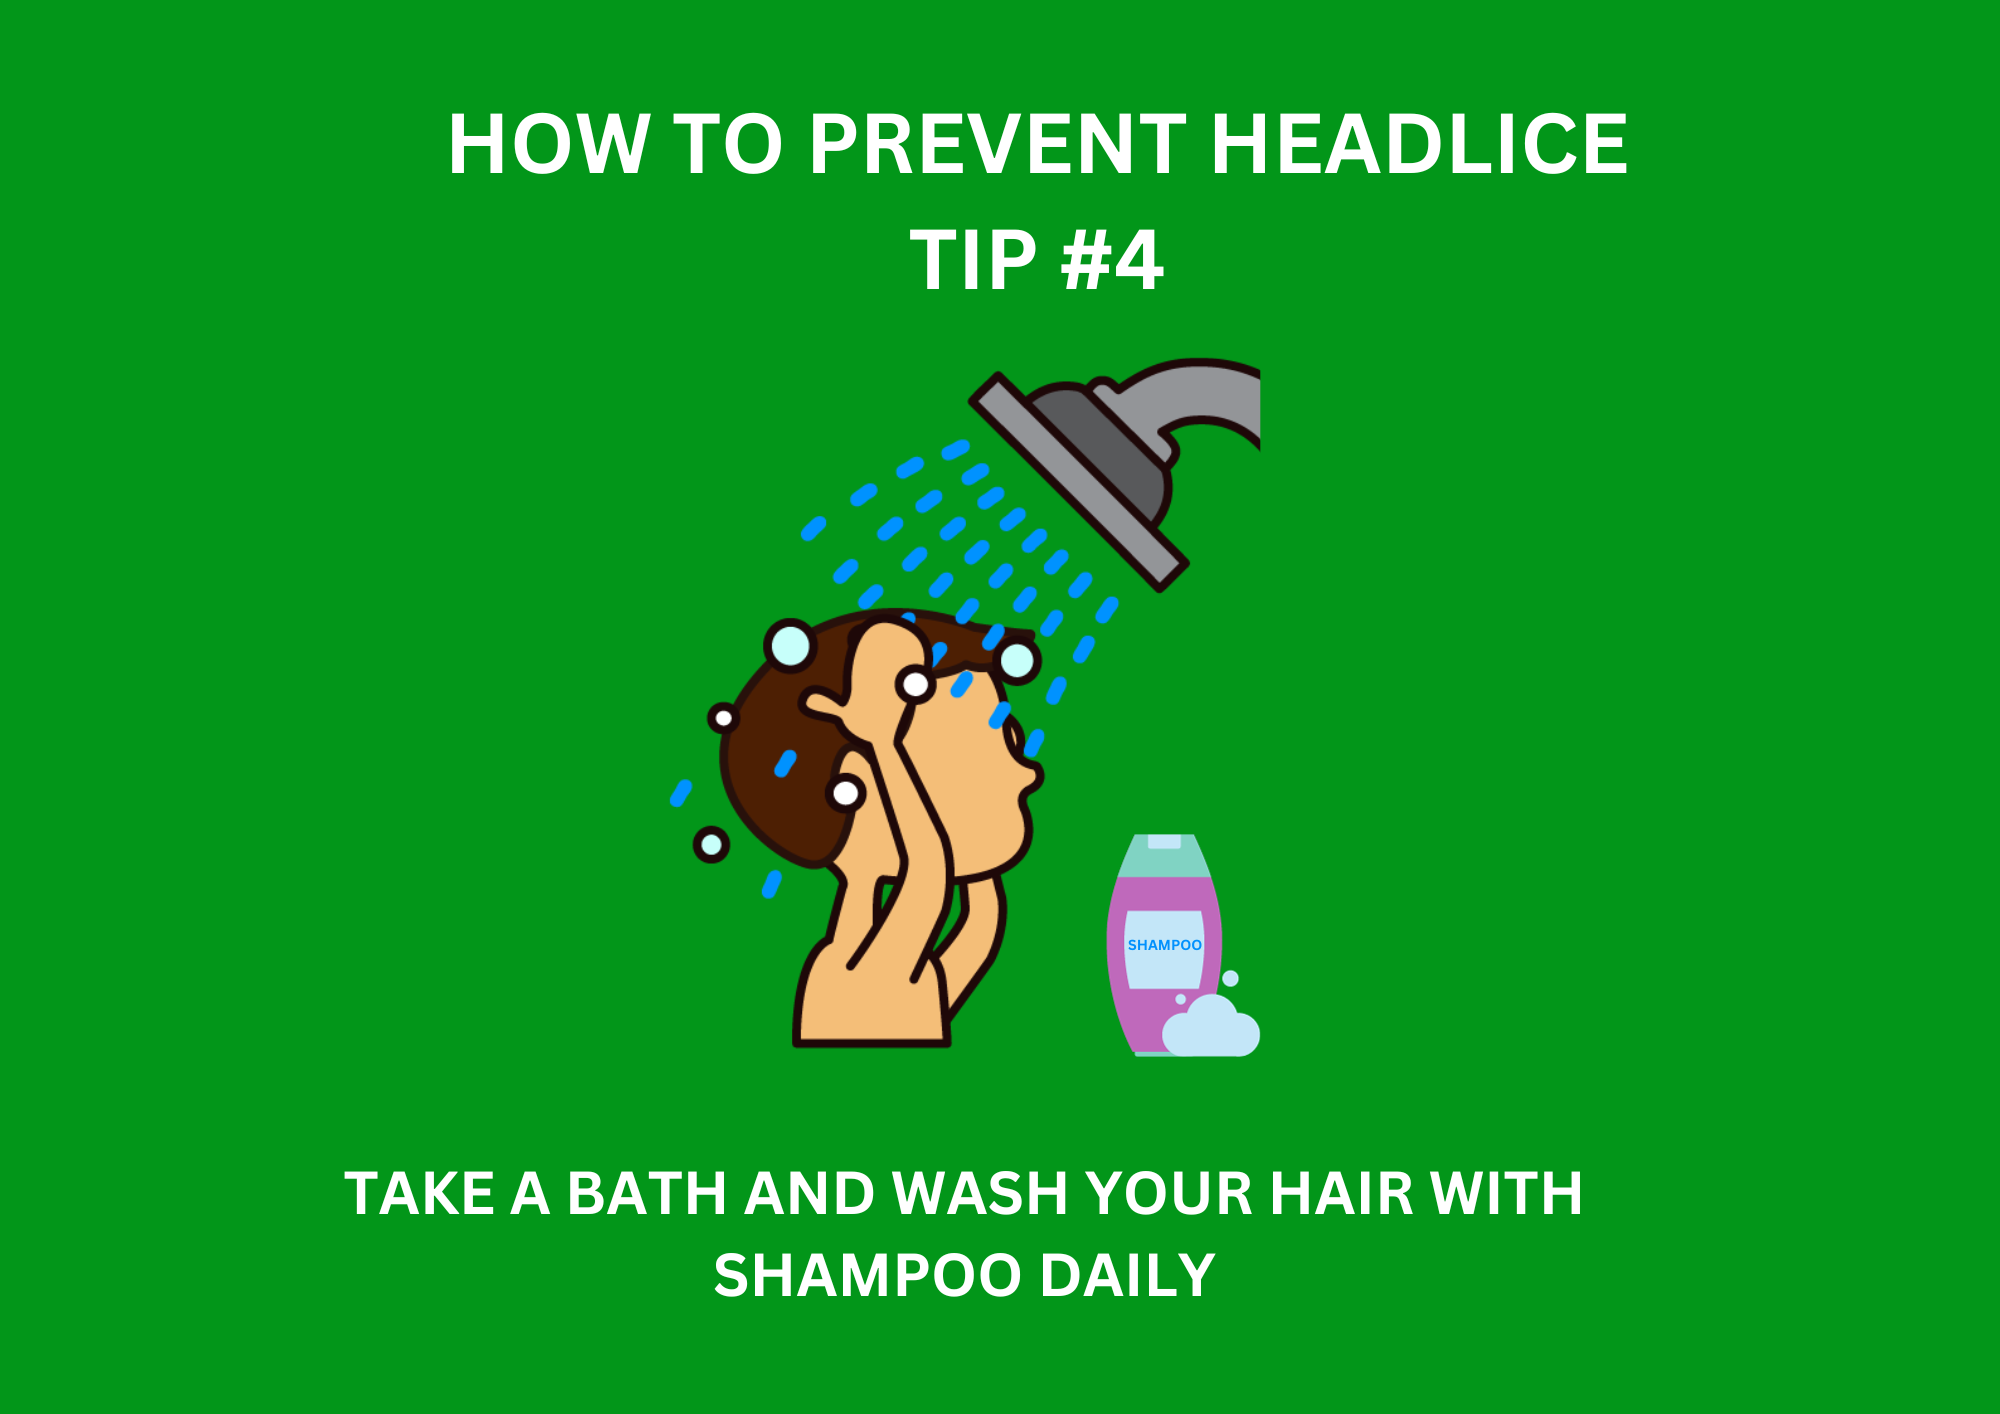 HOW TO PREVENT HEADLICE
TIP #4
SHAMPOO
TAKE A BATH AND WASH YOUR HAIR WITH
SHAMPOO DAILY